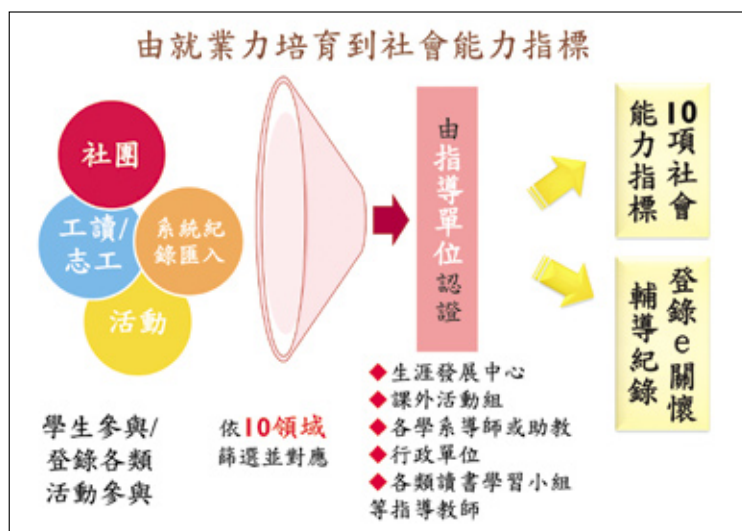 由就業力培育到社會能力指標
社團
工讀/
志工
系統紀
錄匯入
活動
學生參與/
登錄各類
活動參與
依10領域
篩選並對應
由指導單位認證
◆生涯發展中心
◆課外活動組
◆各學系導師或助教
◆行政單位
◆各類讀書學習小組
等指導教師
10項社會
能力指標
登錄e關懷
輔導紀錄